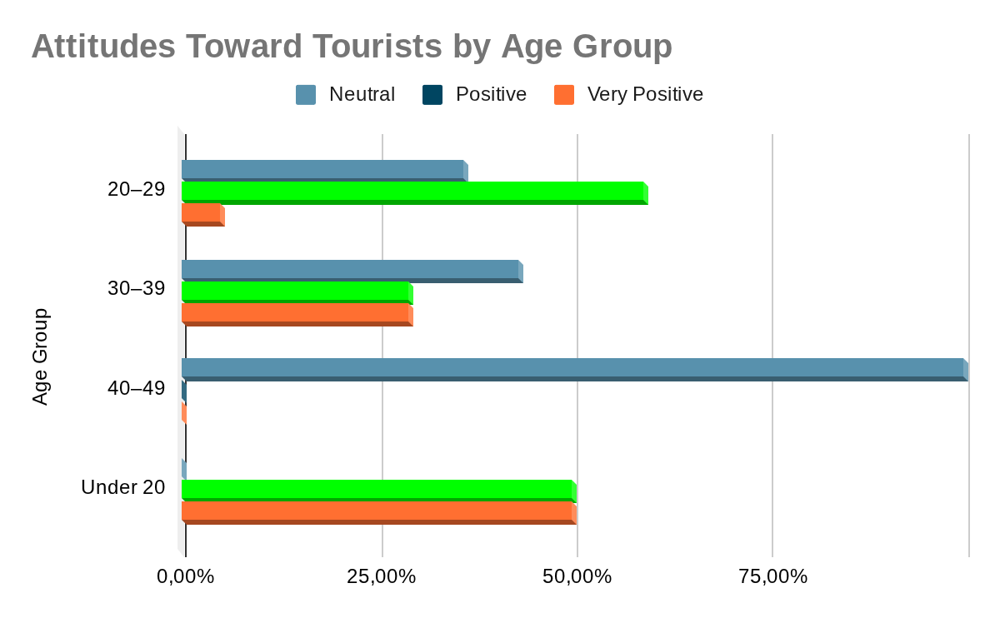 Attitudes Toward Tourists by Age Group
Neutral Positive Very Positive
20–29
30–39
40–49
Under 20
Age Group
0,00% 25,00% 50,00% 75,00%